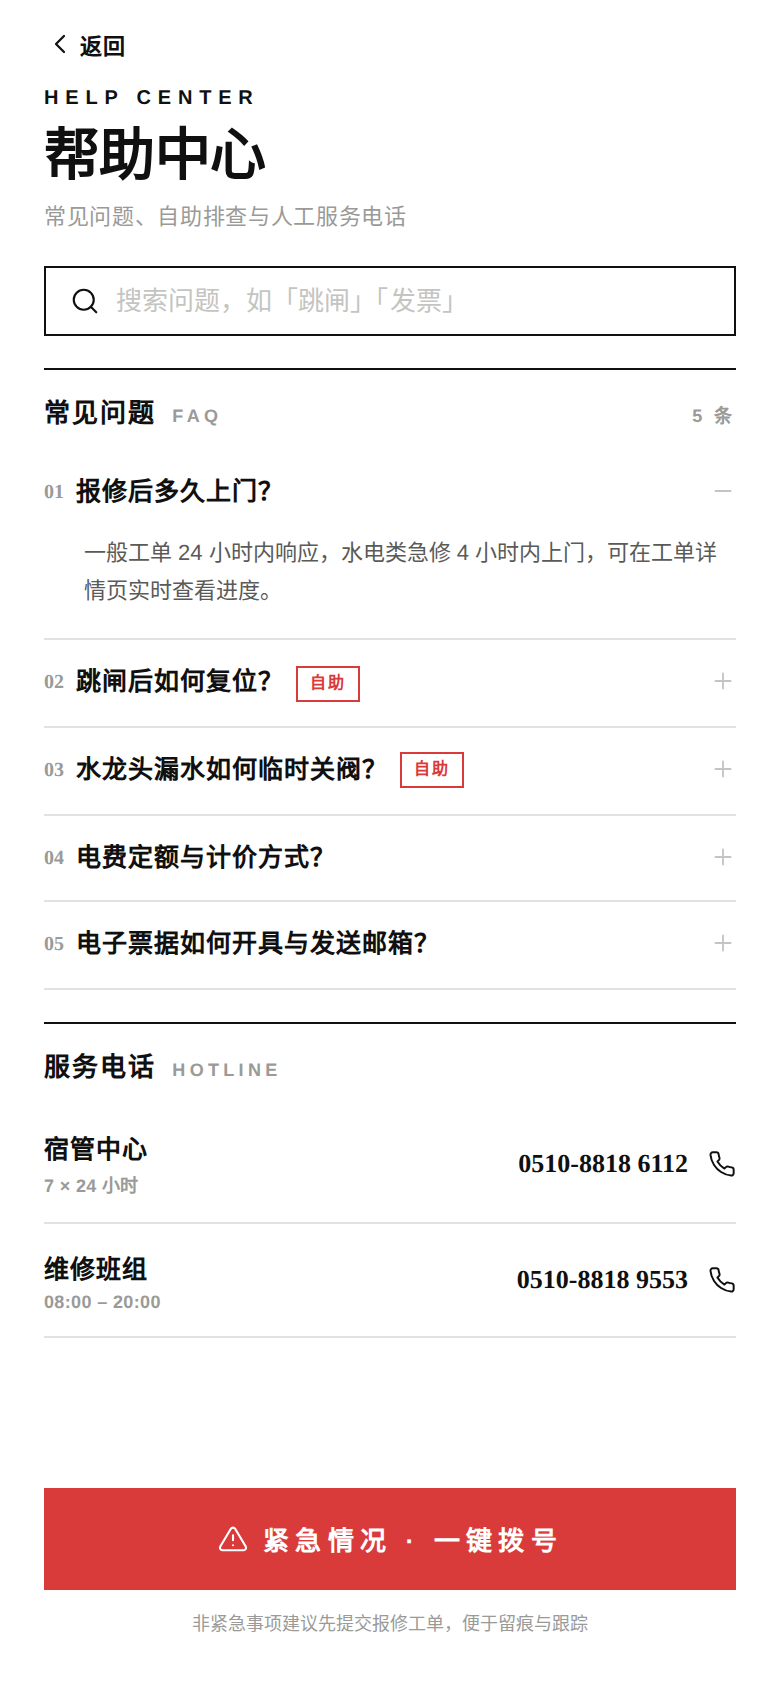 返回
HELP CENTER
帮助中心
常见问题、自助排查与人工服务电话
搜索问题，如「跳闸」「发票」
常见问题 FAQ 5 条
01 报修后多久上门？
一般工单 24 小时内响应，水电类急修 4 小时内上门，可在工单详
情页实时查看进度。
02 跳闸后如何复位？ 自助
03 水龙头漏水如何临时关阀？ 自助
04 电费定额与计价方式？
05 电子票据如何开具与发送邮箱？
服务电话 HOTLINE
宿管中心
7 × 24 小时
0510-8818 6112
维修班组
08:00 – 20:00
0510-8818 9553
紧急情况 · 一键拨号
非紧急事项建议先提交报修工单，便于留痕与跟踪